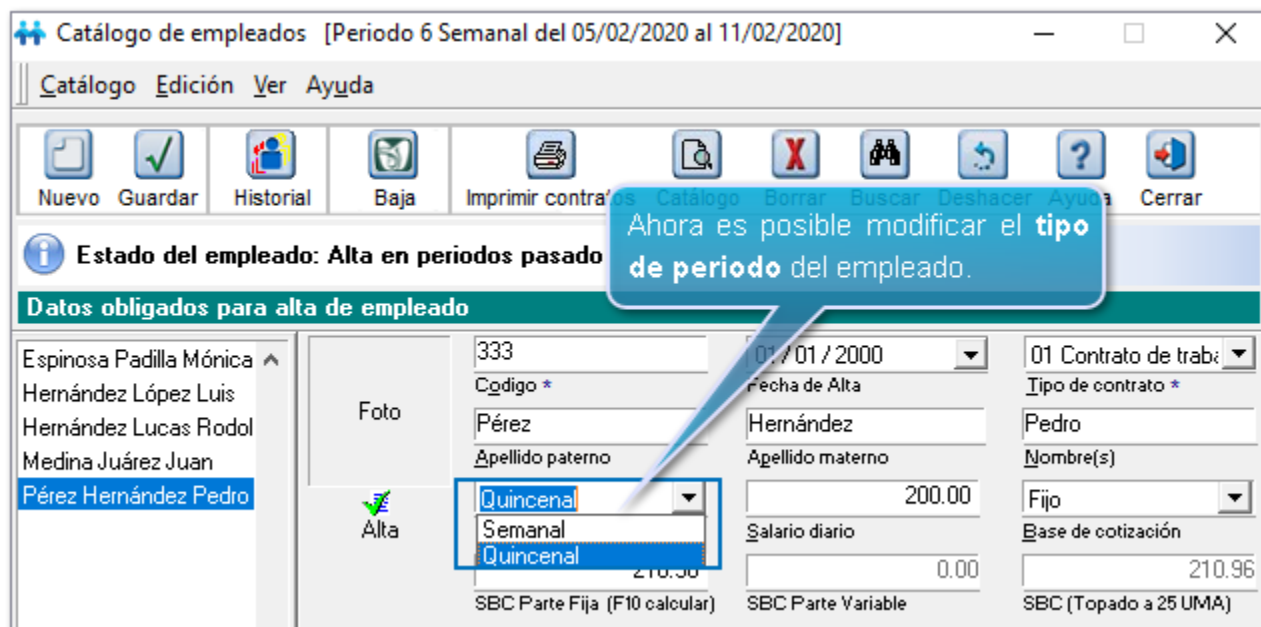 Catálogo de empleados [Periodo 6 Semanal del 05/02/2020 al 11/02/2020]
Catálogo Edición Ver Ayuda
Nuevo Guardar Historial Baja Imprimir contratos Catálogo Borrar Buscar Deshacer Ayuda Cerrar
Ahora es posible modificar el tipo
de periodo del empleado.
Estado del empleado: Alta en periodos pasado
Datos obligados para alta de empleado
Espinosa Padilla Mónica
Hernández López Luis
Hernández Lucas Rodol
Medina Juárez Juan
Pérez Hernández Pedro
Foto
Alta
333 01/01/2000 01 Contrato de traba
Codigo * Fecha de Alta Tipo de contrato *
Pérez Hernández Pedro
Apellido paterno Apellido materno Nombre(s)
Quincenal 200.00 Fijo
Semanal Salario diario Base de cotización
Quincenal
0.00 210.96
SBC Parte Fija (F10 calcular) SBC Parte Variable SBC (Topado a 25 UMA)